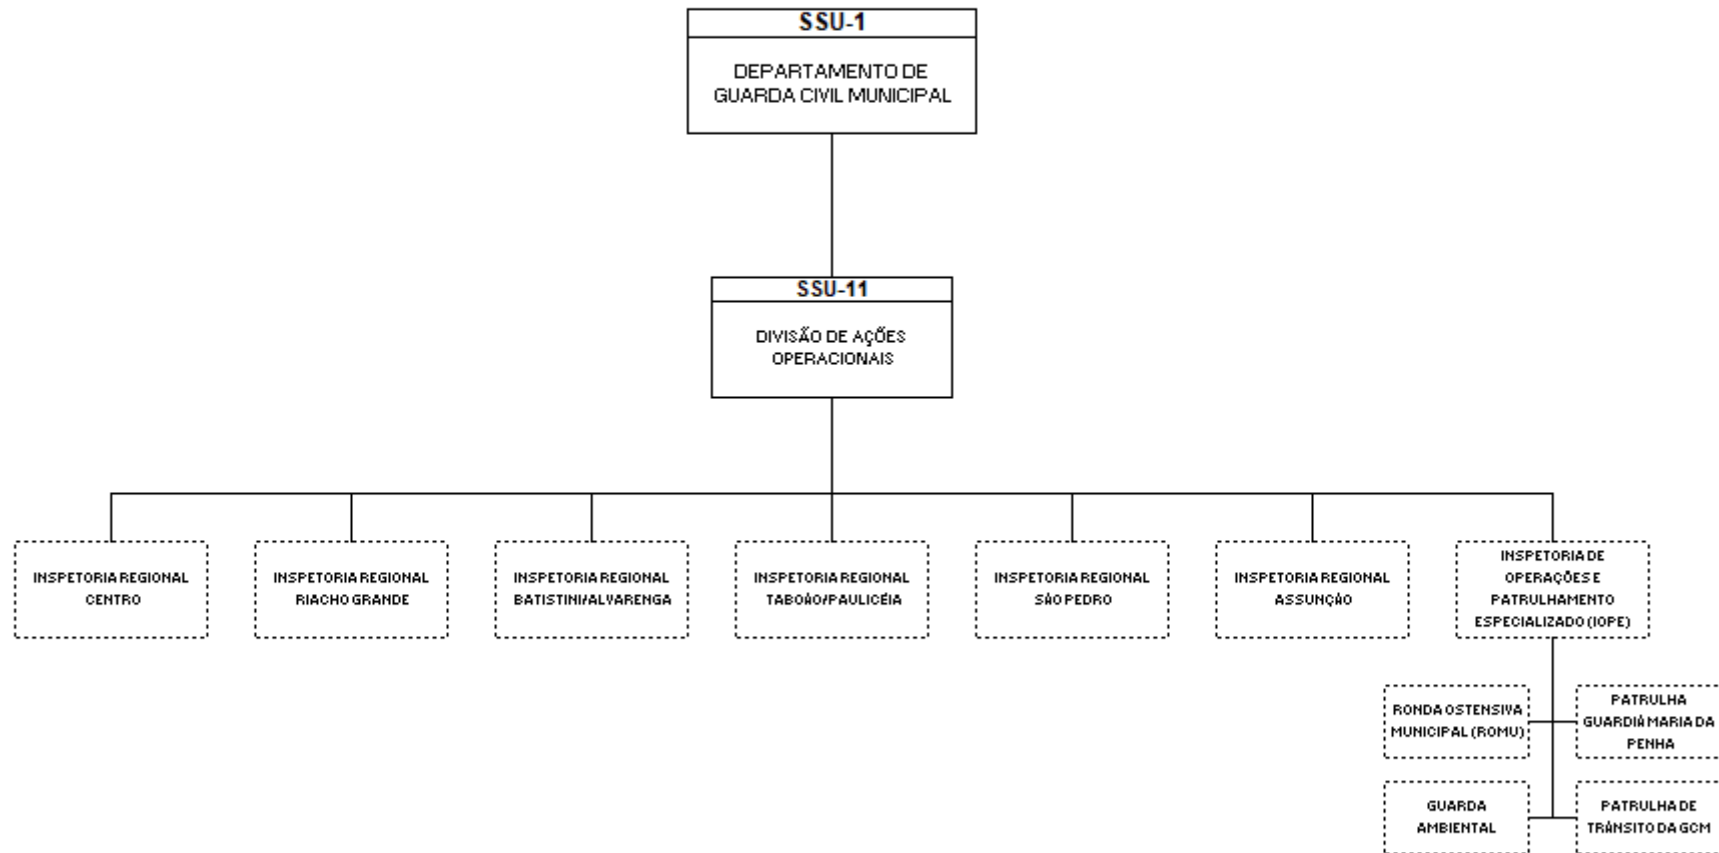 SSU-1
DEPARTAMENTO DE
GUARDA CIVIL MUNICIPAL
SSU-11
DIVISÃO DE AÇÕES
OPERACIONAIS
INSPETORIA REGIONAL
CENTRO
INSPETORIA REGIONAL
RIACHO GRANDE
INSPETORIA REGIONAL
BATISTINI/ALVARENGA
INSPETORIA REGIONAL
TABOÃO/PAULICÉIA
INSPETORIA REGIONAL
SÃO PEDRO
INSPETORIA REGIONAL
ASSUNÇÃO
INSPETORIA DE
OPERAÇÕES E
PATRULHAMENTO
ESPECIALIZADO (IOPE)
RONDA OSTENSIVA
MUNICIPAL (ROMU)
PATRULHA
GUARDIÃ MARIA DA
PENHA
GUARDA
AMBIENTAL
PATRULHA DE
TRÂNSITO DA GCM